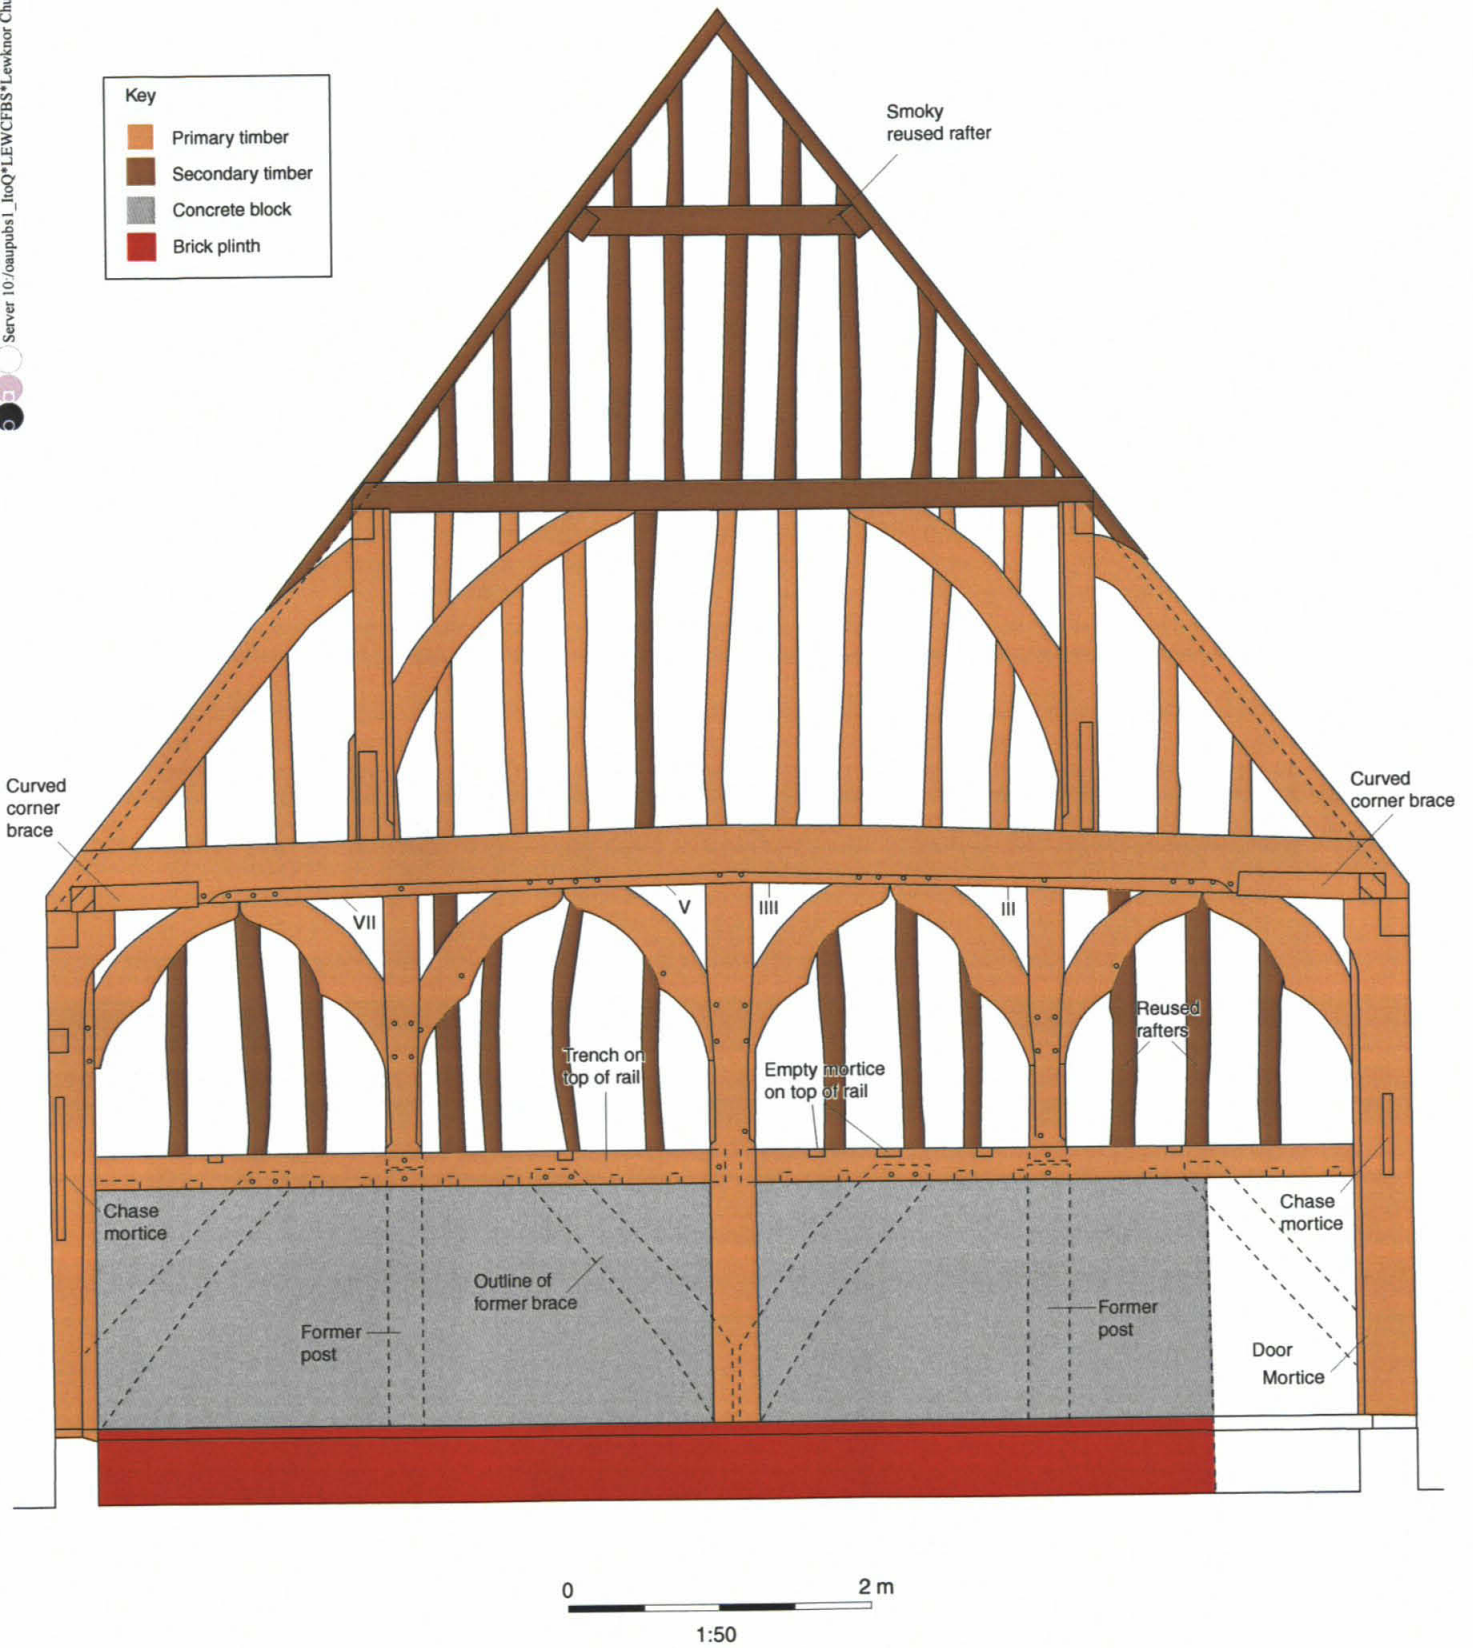 Server 10:/oaupubs1_ItoQ*LEWCFBS*Lewknor
Key
Primary timber
Secondary timber
Concrete block
Brick plinth
Smoky
reused rafter
Curved
corner
brace
Curved
corner brace
VII
V
IIII
III
Reused
rafters
Trench on
top of rail
Empty mortice
on top of rail
Chase
mortice
Chase
mortice
Outline of
former brace
Former
post
Former
post
Door
Mortice
0
2 m
1:50